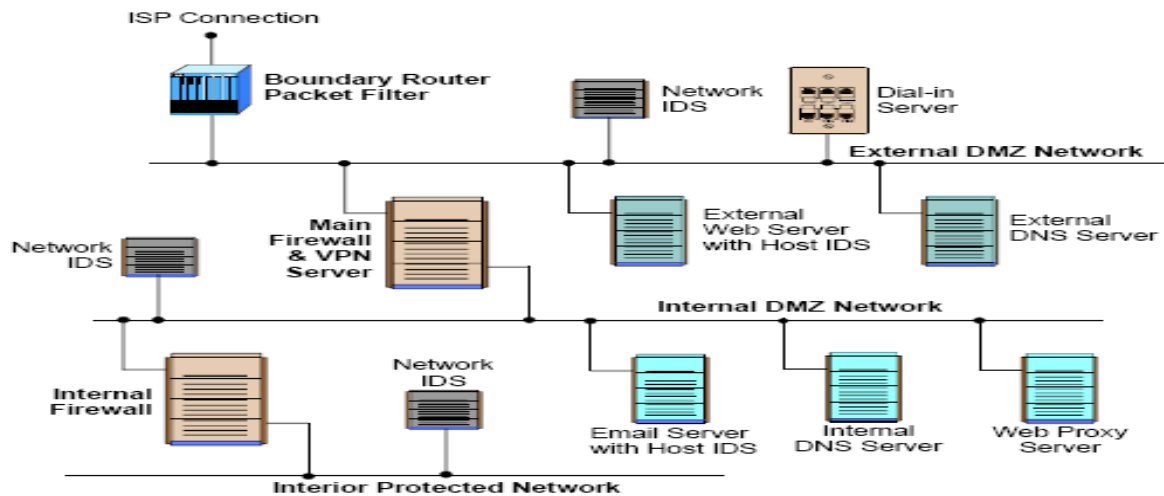 ISP Connection
Boundary Router
Packet Filter
Network
IDS
Dial-in
Server
External DMZ Network
Main
Firewall
& VPN
Server
External
Web Server
with Host IDS
External
DNS Server
Network
IDS
Internal DMZ Network
Internal
Firewall
Network
IDS
Email Server
with Host IDS
Internal
DNS Server
Web Proxy
Server
Interior Protected Network